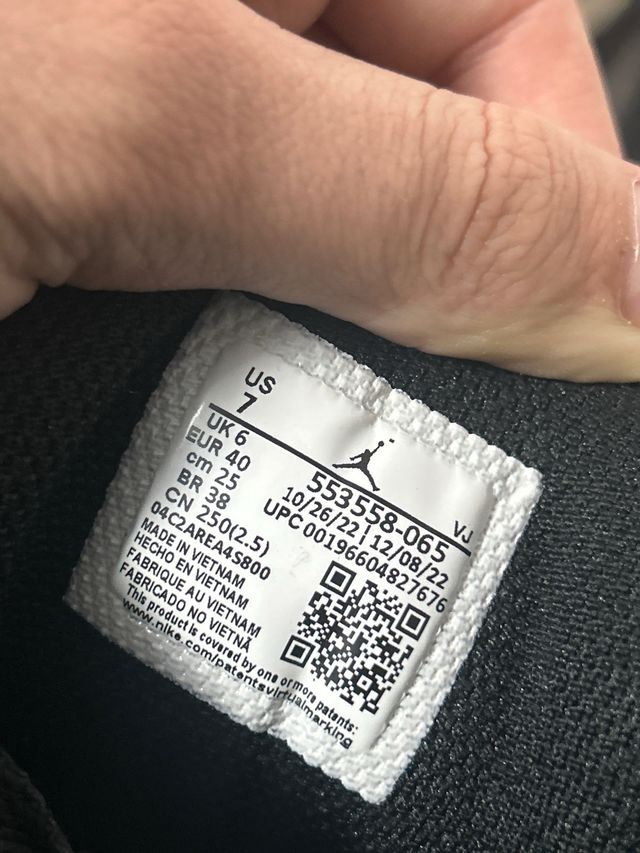 US
7
UK 6
EUR 40
cm 25
BR 38
CN 250(2.5)
04C2AREA4S800
553558-065
VJ
10/26/22 | 12/08/22
UPC 00196604827676
MADE IN VIETNAM
HECHO EN VIETNAM
FABRIQUE AU VIETNAM
FABRICADO NO VIETNÃ
This product is covered by one or more patents:
www.nike.com/patentsvirtualmarking